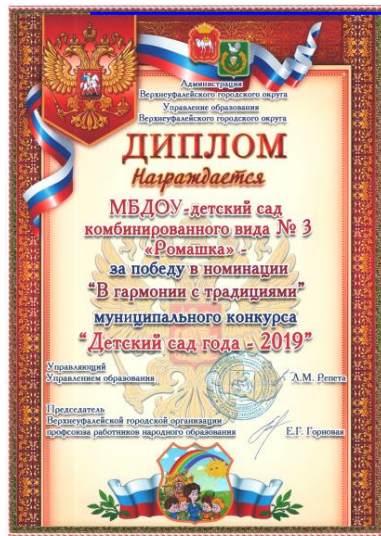 Администрация
Верхнеуфалейского городского округа
Управление образования
Верхнеуфалейского городского округа
ДИПЛОМ
Награждается
МБДОУ-детский сад
комбинированного вида № 3
«Ромашка» -
за победу в номинации
“В гармонии с традициями”
муниципального конкурса
“Детский сад года - 2019”
Управляющий
Управлением образования
Л.М. Репета
Председатель
Верхнеуфалейской городской организации
профсоюза работников народного образования
Е.Г. Горновая